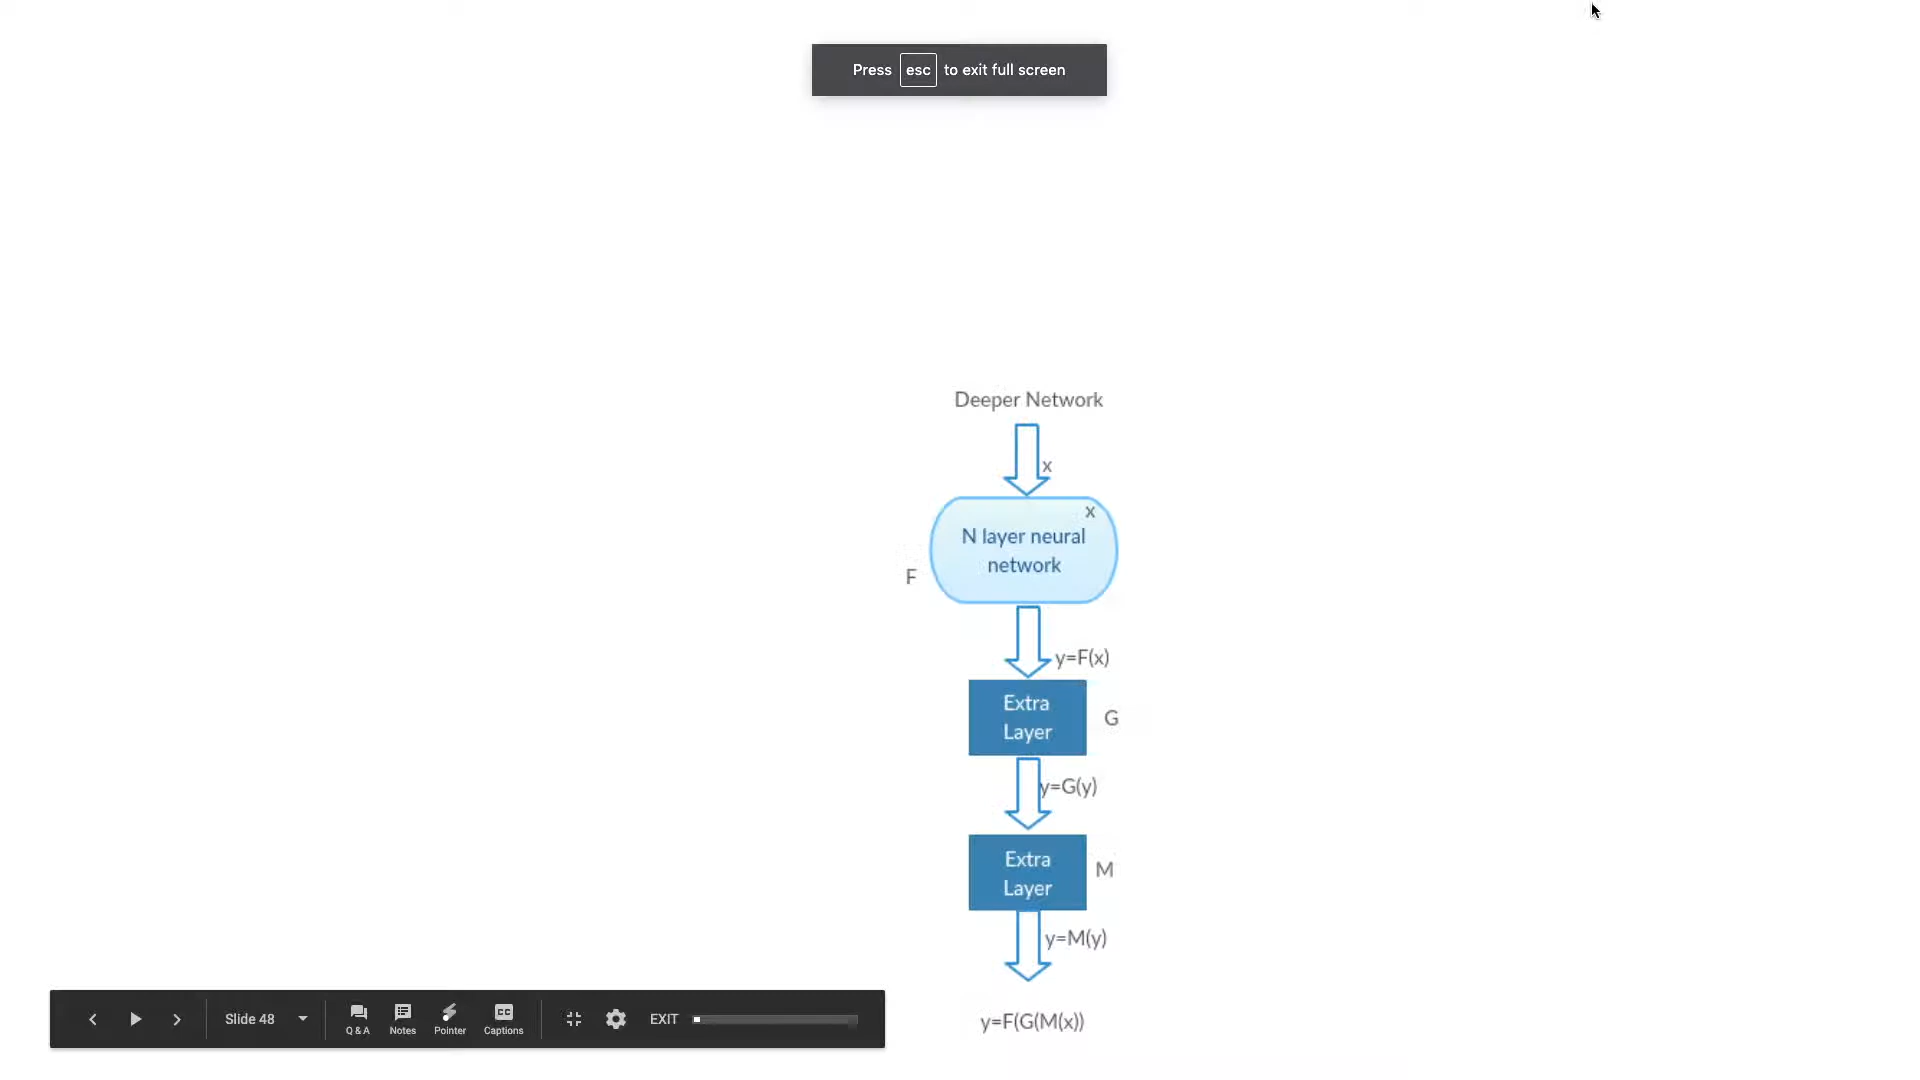 Press esc to exit full screen
Deeper Network
x
x
N layer neural
network
F
y=F(x)
Extra
Layer
G
y=G(y)
Extra
Layer
M
y=M(y)
y=F(G(M(x))
Slide 48
Q & A
Notes
Pointer
CC
Captions
EXIT